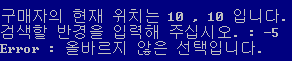 구매자의 현재 위치는 10 , 10 입니다.
검색할 반경을 입력해 주십시오. : -5
Error : 올바르지 않은 선택입니다.